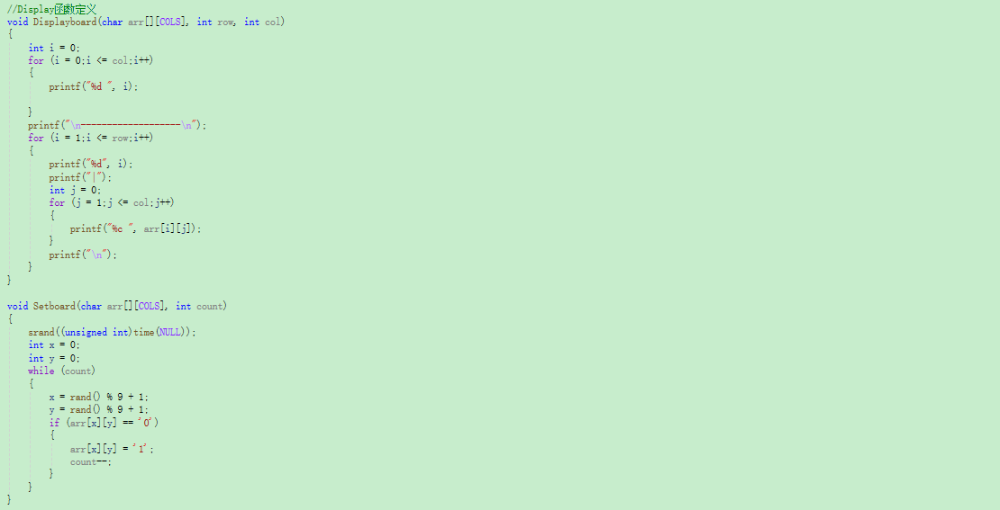 //Display函数定义
void Displayboard(char arr[][COLS], int row, int col)
{
    int i = 0;
    for (i = 0;i <= col;i++)
    {
        printf("%d ", i);
    }
    printf("\n-------------------\n");
    for (i = 1;i <= row;i++)
    {
        printf("%d", i);
        printf("|");
        int j = 0;
        for (j = 1;j <= col;j++)
        {
            printf("%c ", arr[i][j]);
        }
        printf("\n");
    }
}
void Setboard(char arr[][COLS], int count)
{
    srand((unsigned int)time(NULL));
    int x = 0;
    int y = 0;
    while (count)
    {
        x = rand() % 9 + 1;
        y = rand() % 9 + 1;
        if (arr[x][y] == '0')
        {
            arr[x][y] = '1';
            count--;
        }
    }
}